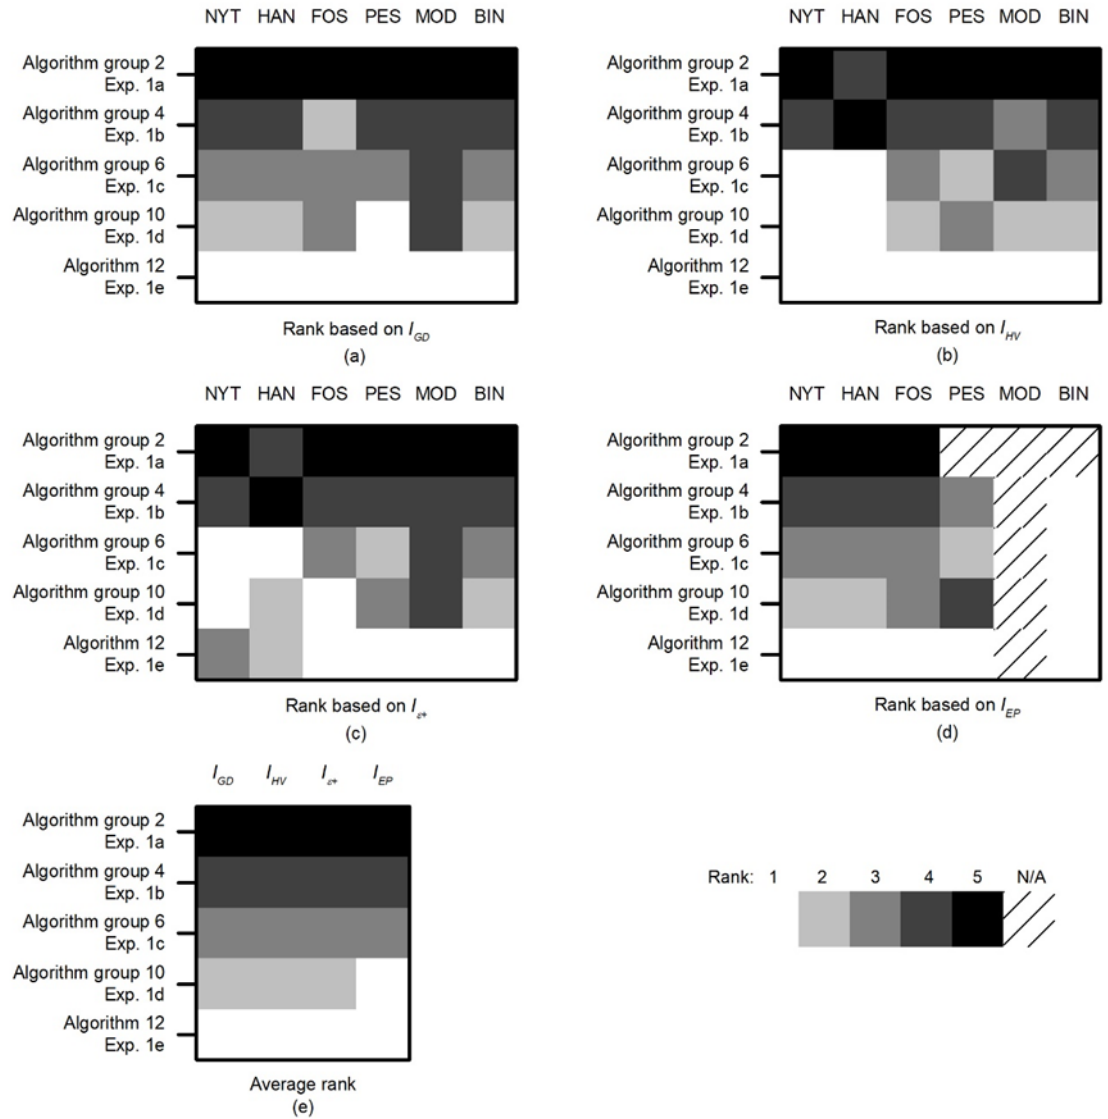 NYT HAN FOS PES MOD BIN
Algorithm group 2
Exp. 1a
Algorithm group 4
Exp. 1b
Algorithm group 6
Exp. 1c
Algorithm group 10
Exp. 1d
Algorithm 12
Exp. 1e
Rank based on I_GD
(a)
NYT HAN FOS PES MOD BIN
Algorithm group 2
Exp. 1a
Algorithm group 4
Exp. 1b
Algorithm group 6
Exp. 1c
Algorithm group 10
Exp. 1d
Algorithm 12
Exp. 1e
Rank based on I_HV
(b)
NYT HAN FOS PES MOD BIN
Algorithm group 2
Exp. 1a
Algorithm group 4
Exp. 1b
Algorithm group 6
Exp. 1c
Algorithm group 10
Exp. 1d
Algorithm 12
Exp. 1e
Rank based on I_ε+
(c)
NYT HAN FOS PES MOD BIN
Algorithm group 2
Exp. 1a
Algorithm group 4
Exp. 1b
Algorithm group 6
Exp. 1c
Algorithm group 10
Exp. 1d
Algorithm 12
Exp. 1e
Rank based on I_EP
(d)
I_GD I_HV I_ε+ I_EP
Algorithm group 2
Exp. 1a
Algorithm group 4
Exp. 1b
Algorithm group 6
Exp. 1c
Algorithm group 10
Exp. 1d
Algorithm 12
Exp. 1e
Average rank
(e)
Rank: 1 2 3 4 5 N/A